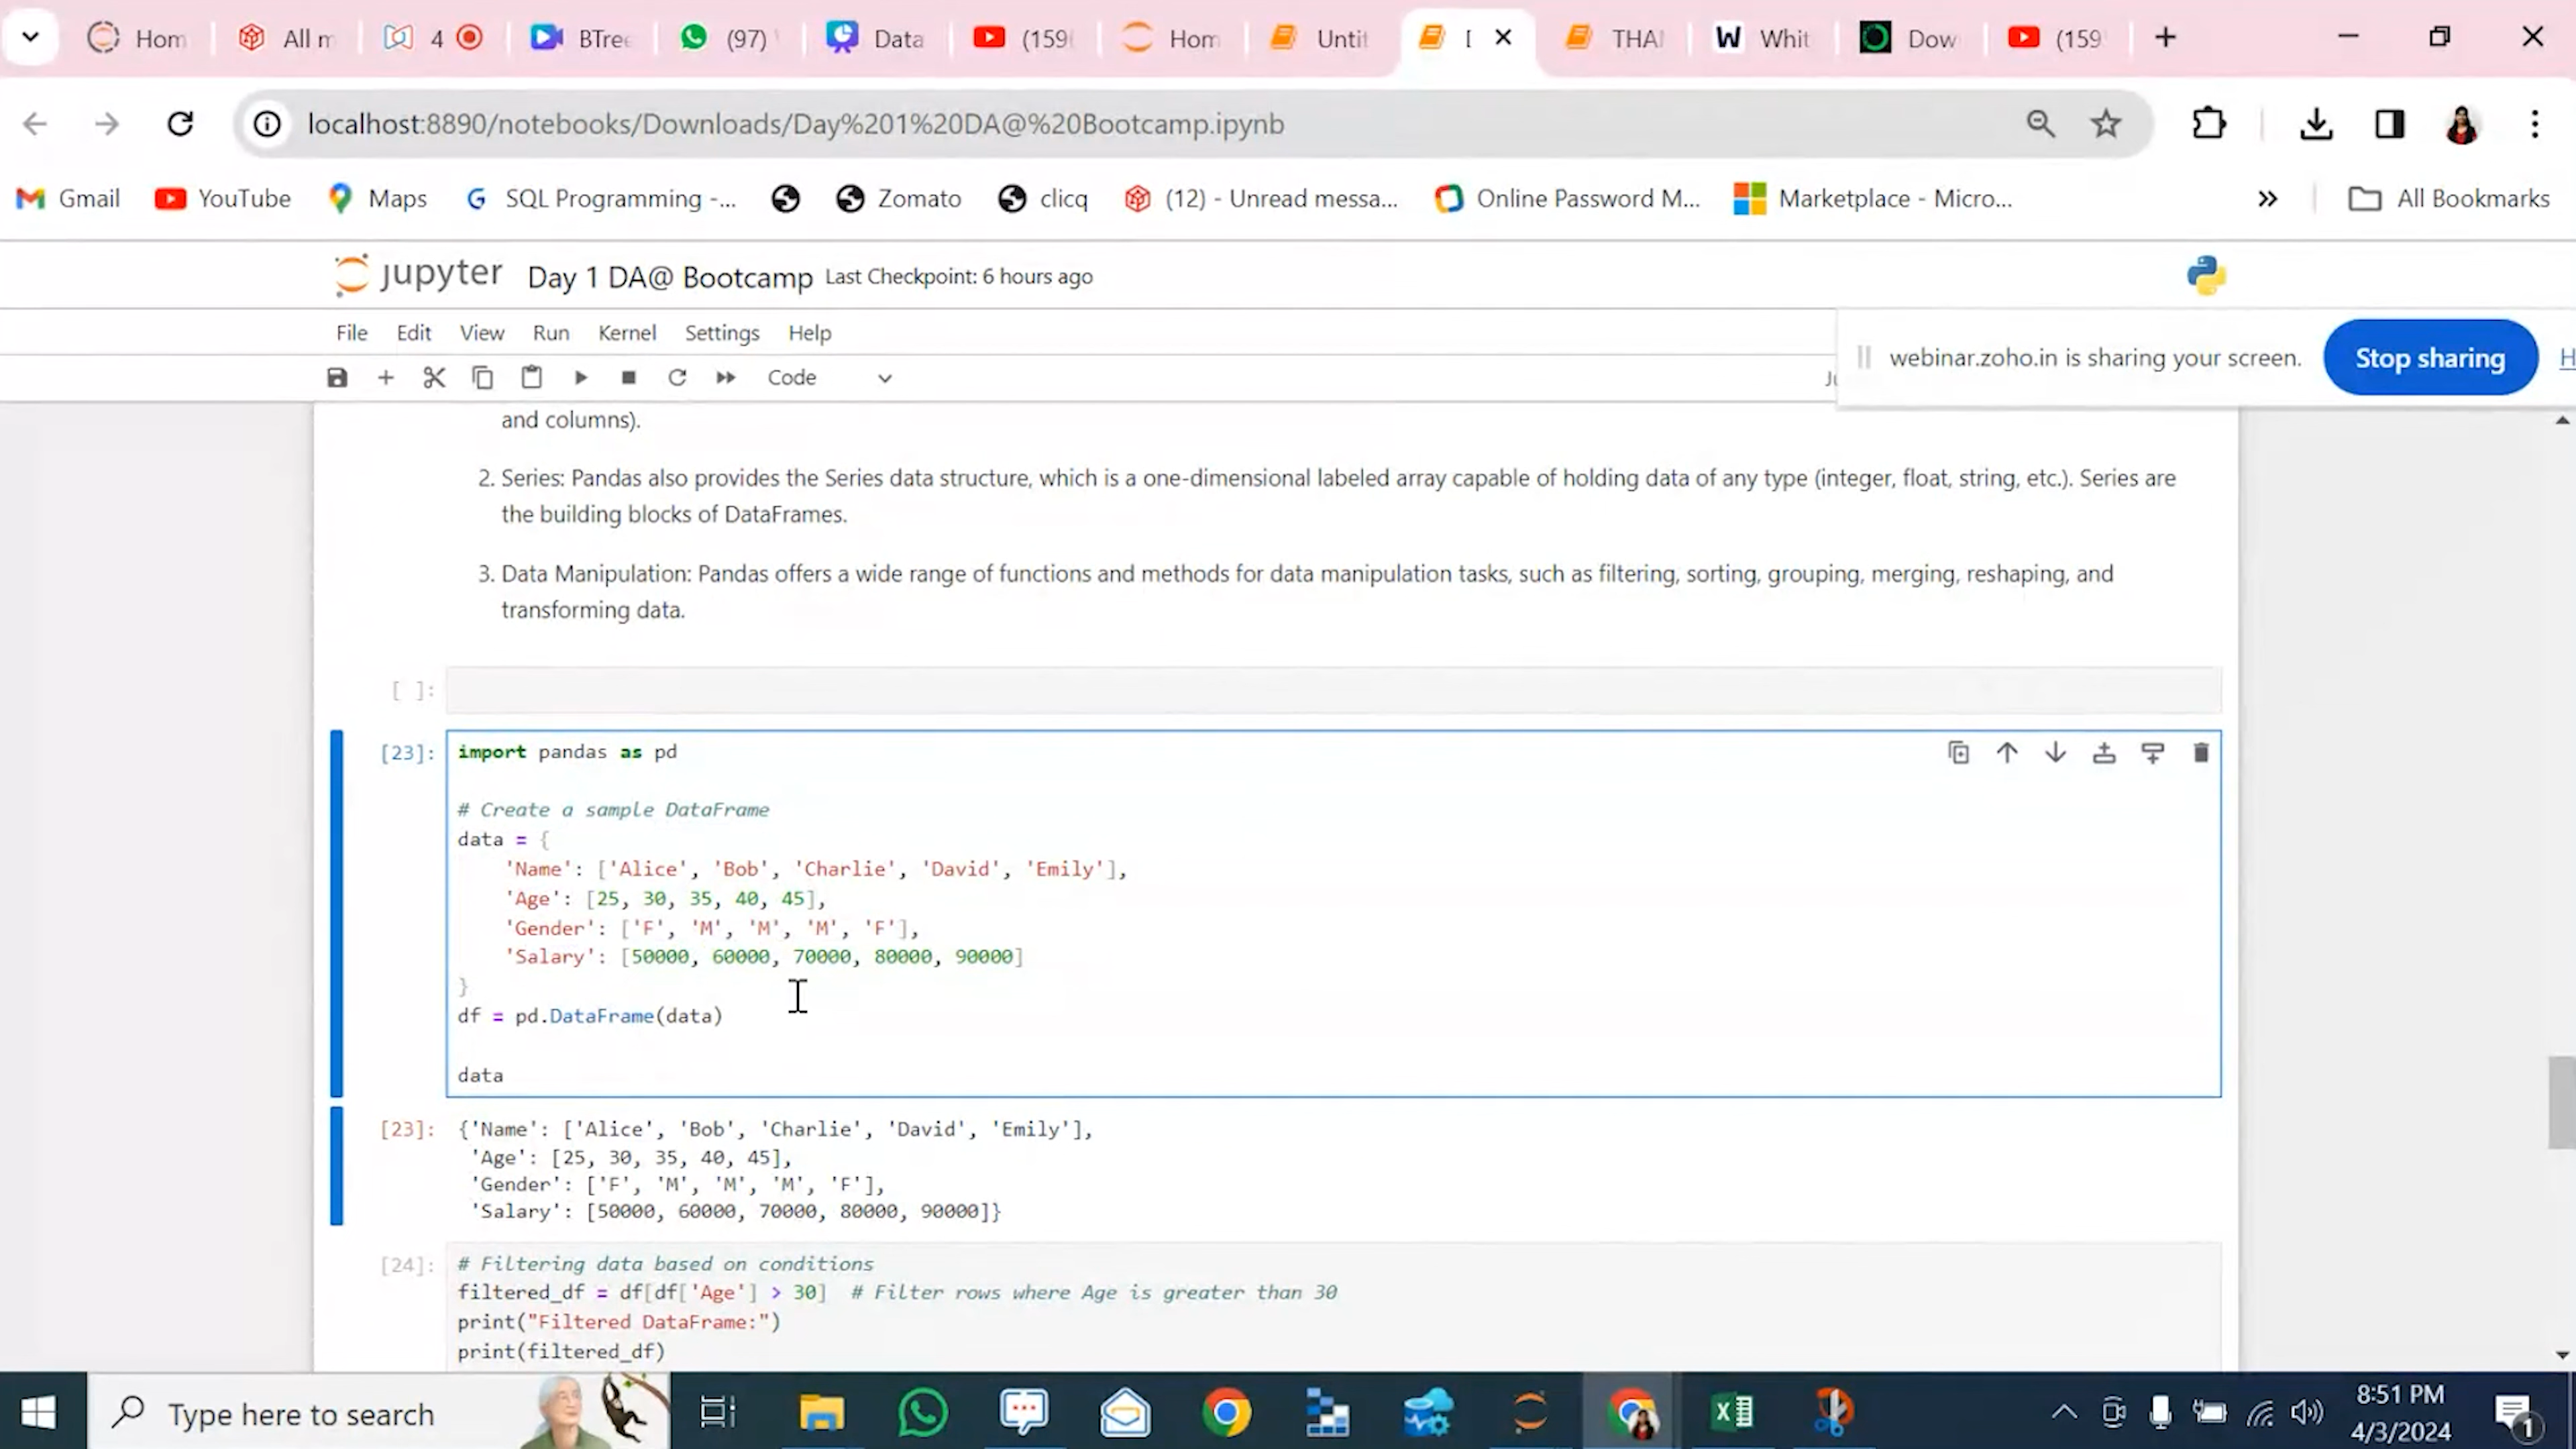 Hom
All m
4
BTree
(97)
Data
(159
Hom
Untit
[
THAI
W Whit
Dow
(159
localhost:8890/notebooks/Downloads/Day%201%20DA@%20Bootcamp.ipynb
Gmail
YouTube
Maps
SQL Programming -...
Zomato
clicq
(12) - Unread messa...
Online Password M...
Marketplace - Micro...
All Bookmarks
jupyter Day 1 DA@ Bootcamp Last Checkpoint: 6 hours ago
File Edit View Run Kernel Settings Help
webinar.zoho.in is sharing your screen.
Stop sharing
H
Code
Ju
and columns).
2. Series: Pandas also provides the Series data structure, which is a one-dimensional labeled array capable of holding data of any type (integer, float, string, etc.). Series are
the building blocks of DataFrames.
3. Data Manipulation: Pandas offers a wide range of functions and methods for data manipulation tasks, such as filtering, sorting, grouping, merging, reshaping, and
transforming data.
[ ]:
[23]: import pandas as pd
# Create a sample DataFrame
data = {
'Name': ['Alice', 'Bob', 'Charlie', 'David', 'Emily'],
'Age': [25, 30, 35, 40, 45],
'Gender': ['F', 'M', 'M', 'M', 'F'],
'Salary': [50000, 60000, 70000, 80000, 90000]
}
df = pd.DataFrame(data)
data
[23]: {'Name': ['Alice', 'Bob', 'Charlie', 'David', 'Emily'],
'Age': [25, 30, 35, 40, 45],
'Gender': ['F', 'M', 'M', 'M', 'F'],
'Salary': [50000, 60000, 70000, 80000, 90000]}
[24]: # Filtering data based on conditions
filtered_df = df[df['Age'] > 30] # Filter rows where Age is greater than 30
print("Filtered DataFrame:")
print(filtered_df)
Type here to search
8:51 PM
4/3/2024
1